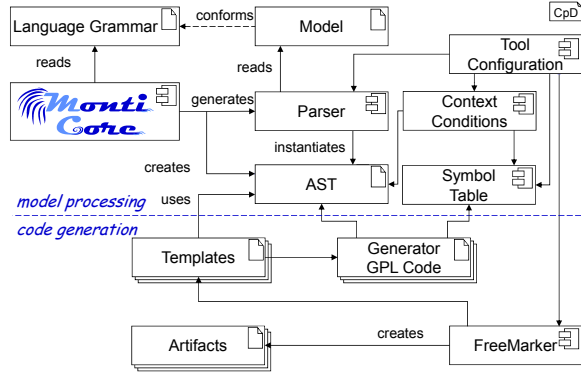 CpD
Language Grammar
conforms
Model
Tool
Configuration
reads
reads
Monti
Core
generates
Parser
Context
Conditions
instantiates
creates
AST
Symbol
Table
model processing
uses
code generation
Templates
Generator
GPL Code
Artifacts
creates
FreeMarker